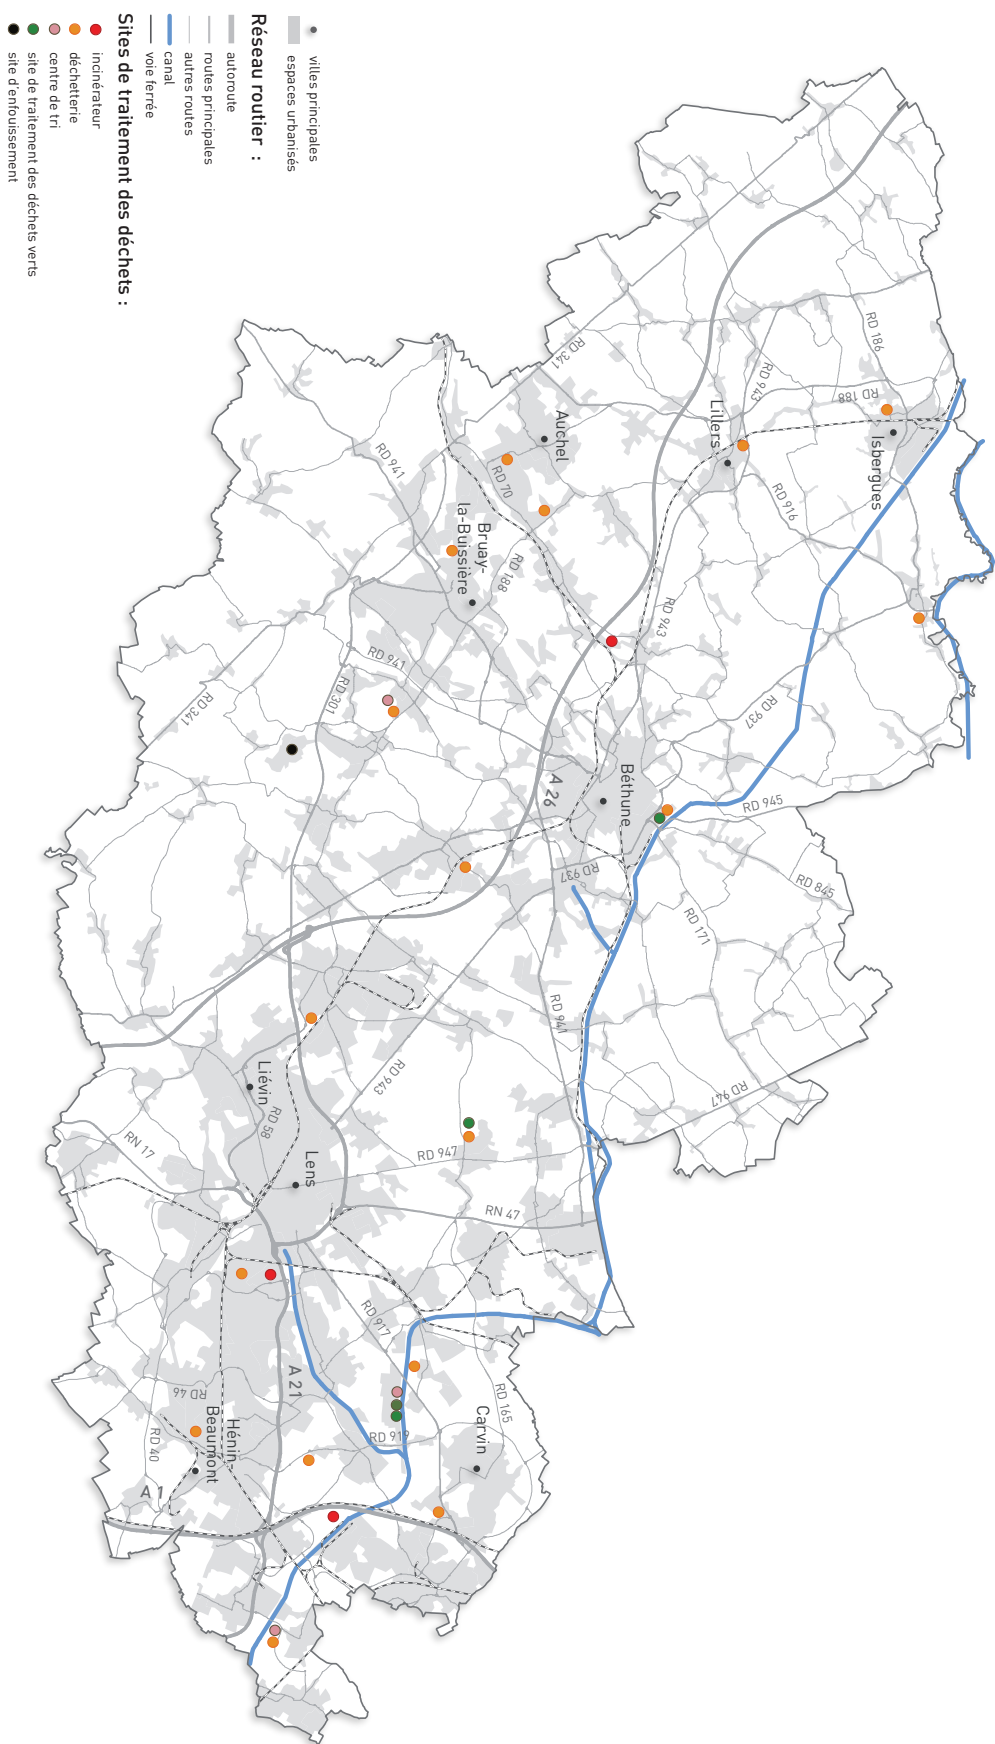 villes principales
espaces urbanisés
Réseau routier :
autoroute
routes principales
autres routes
canal
voie ferrée
Sites de traitement des déchets :
incinérateur
déchetterie
centre de tri
site de traitement des déchets verts
site d'enfouissement
RD 186
RD 188
Isbergues
RD 943
Lillers
RD 916
RD 341
Auchel
RD 70
RD 941
Bruay-
la-Buissière
RD 188
RD 943
RD 941
RD 301
RD 341
RD 937
RD 945
Béthune
A 26
RD 937
RD 845
RD 171
RD 941
RD 947
RD 943
Liévin
RD 58
RN 17
Lens
RD 947
RN 47
RD 917
A 21
RD 165
Carvin
RD 919
RD 46
Hénin-
Beaumont
RD 40
A 1